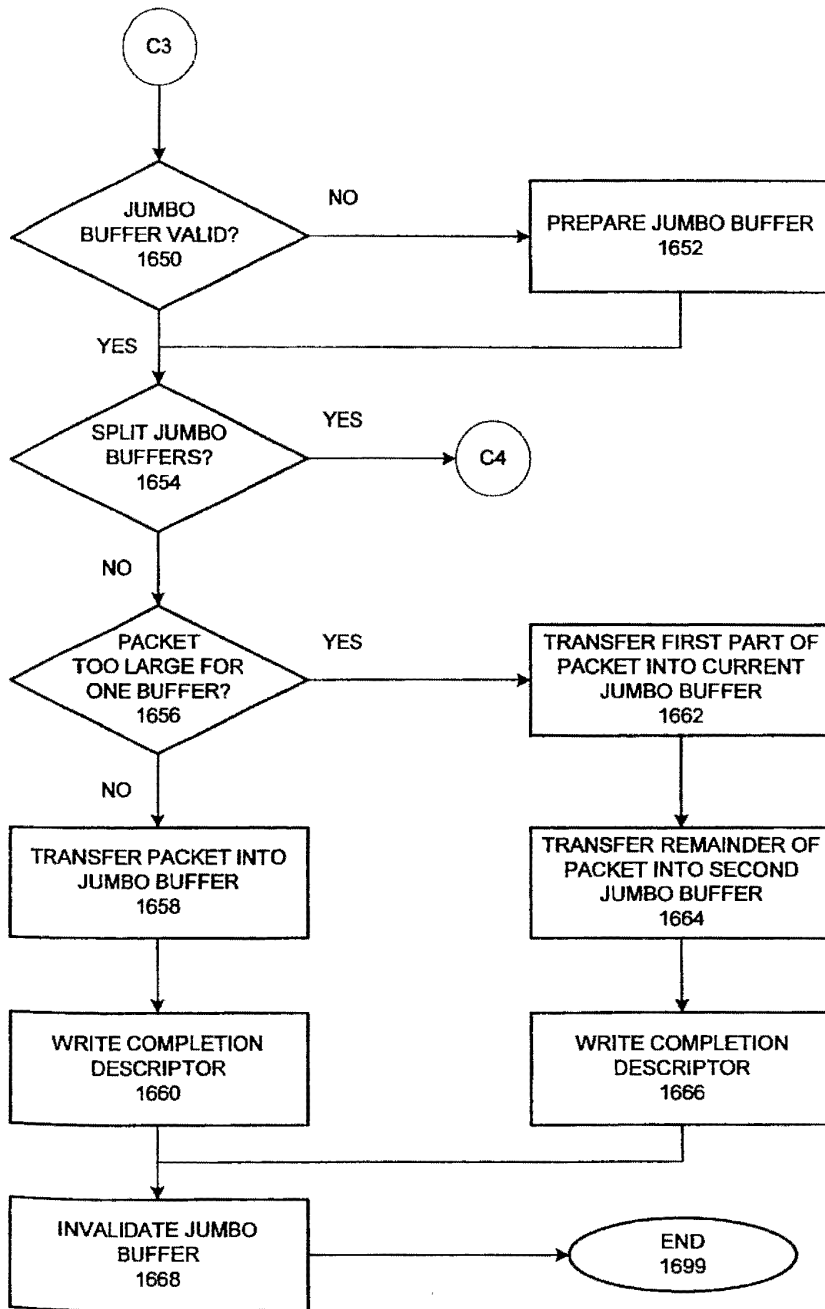 C3
JUMBO
BUFFER VALID?
1650
NO
PREPARE JUMBO BUFFER
1652
YES
SPLIT JUMBO
BUFFERS?
1654
YES
C4
NO
PACKET
TOO LARGE FOR
ONE BUFFER?
1656
YES
TRANSFER FIRST PART OF
PACKET INTO CURRENT
JUMBO BUFFER
1662
NO
TRANSFER PACKET INTO
JUMBO BUFFER
1658
TRANSFER REMAINDER OF
PACKET INTO SECOND
JUMBO BUFFER
1664
WRITE COMPLETION
DESCRIPTOR
1660
WRITE COMPLETION
DESCRIPTOR
1666
INVALIDATE JUMBO
BUFFER
1668
END
1699